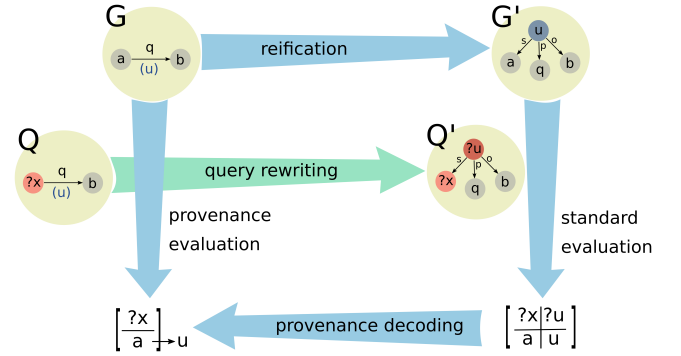 G
a q b
(u)
reification
G'
u
s p o
a q b
Q
?x q b
(u)
query rewriting
Q'
?u
s p o
?x q b
provenance
evaluation
standard
evaluation
[ ?x ]
a → u
provenance decoding
[ ?x ?u ]
a u